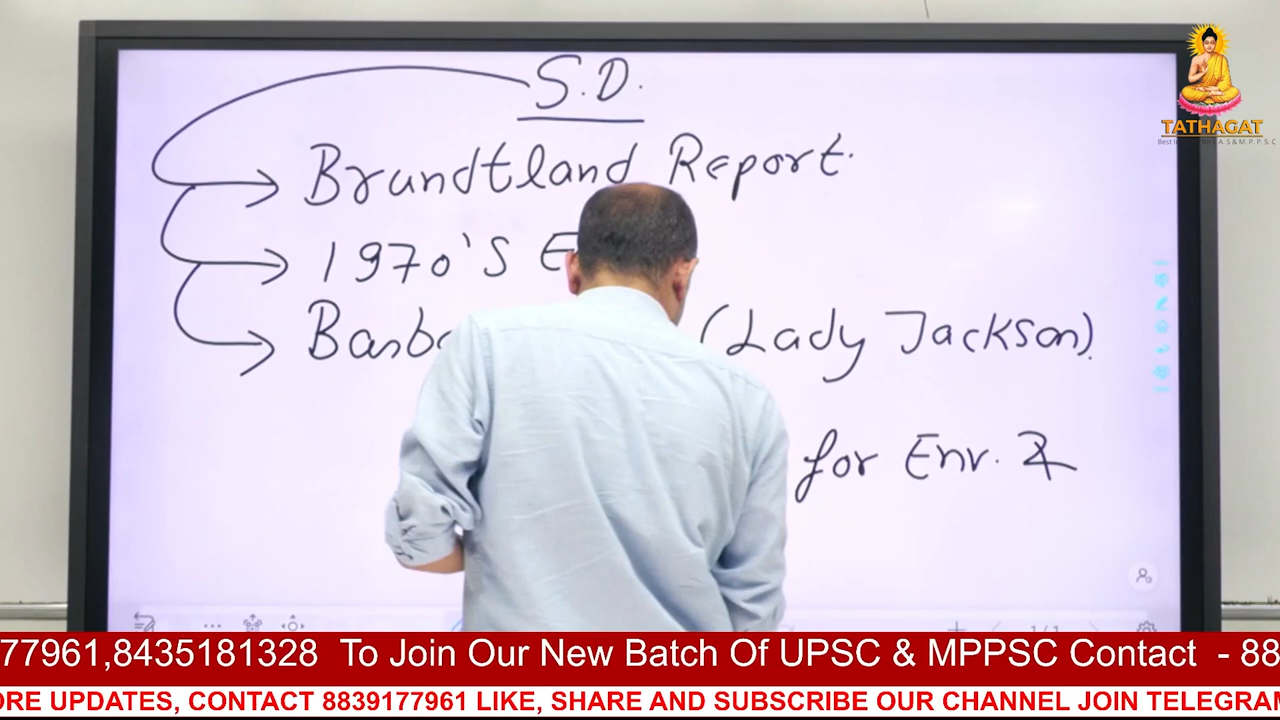 S.D.
Brundtland Report.
1970's
(Lady Jackson).
for Env. &
TATHAGAT
77961,8435181328 To Join Our New Batch Of UPSC & MPPSC Contact - 88
ORE UPDATES, CONTACT 8839177961 LIKE, SHARE AND SUBSCRIBE OUR CHANNEL JOIN TELEGRAM